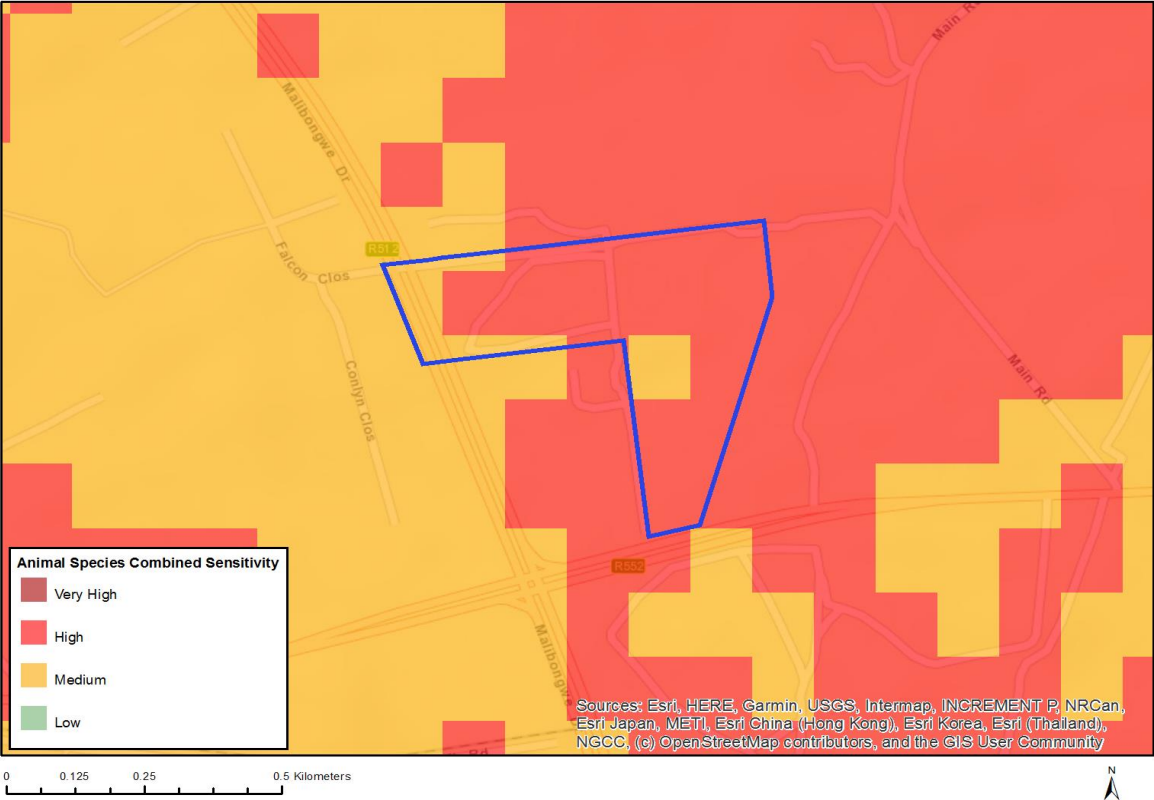 Main Rd
Malibongwe Dr
R512
Falcon Clos
Conlyn Clos
Main Rd
R552
Malibongwe
Rd
Animal Species Combined Sensitivity
Very High
High
Medium
Low
Sources: Esri, HERE, Garmin, USGS, Intermap, INCREMENT P, NRCan,
Esri Japan, METI, Esri China (Hong Kong), Esri Korea, Esri (Thailand),
NGCC, (c) OpenStreetMap contributors, and the GIS User Community
0 0.125 0.25 0.5 Kilometers
N